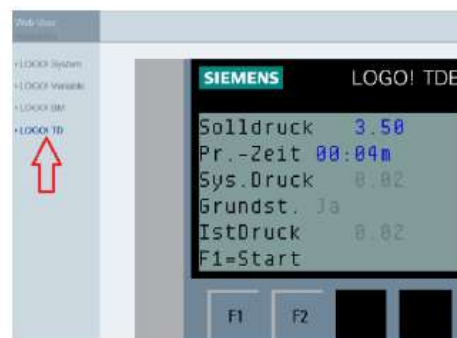 Web User
LOGO! System
LOGO! Variable
LOGO! BM
LOGO! TD
SIEMENS LOGO! TDE
Solldruck 3.50
Pr.-Zeit 00:04m
Sys.Druck 0.02
Grundst. Ja
IstDruck 0.02
F1=Start
F1 F2